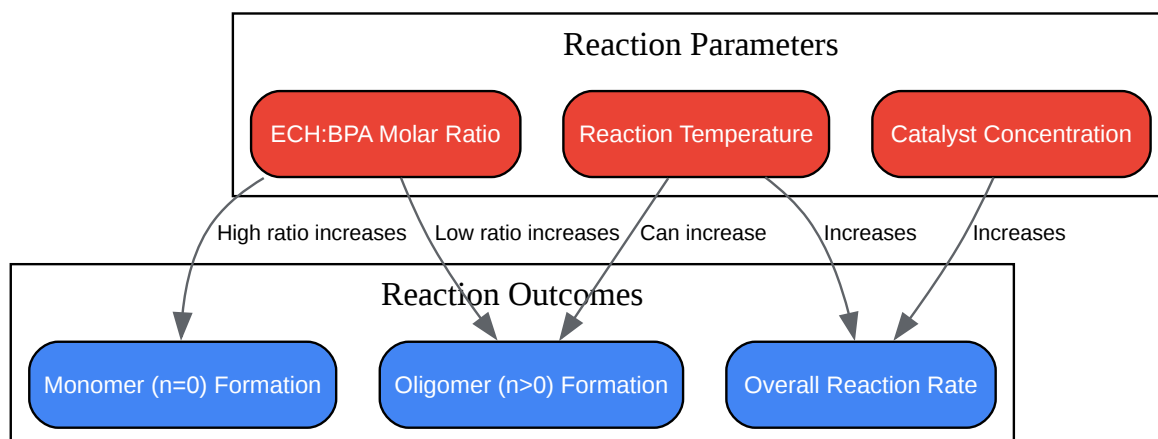 Reaction Parameters
ECH:BPA Molar Ratio
Reaction Temperature
Catalyst Concentration
High ratio increases
Low ratio increases
Can increase
Increases
Increases
Reaction Outcomes
Monomer (n=0) Formation
Oligomer (n>0) Formation
Overall Reaction Rate